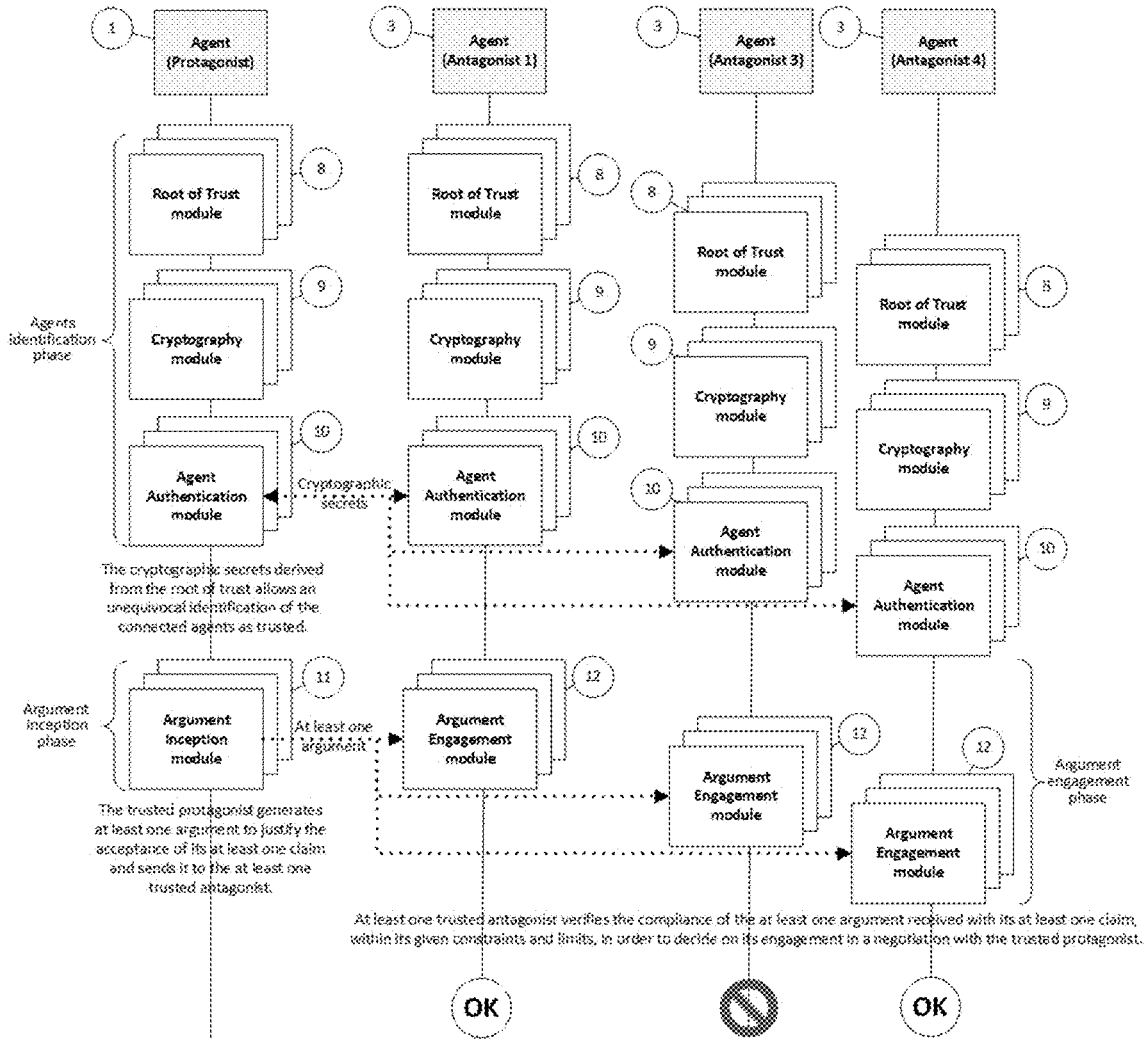 1
Agent
(Protagonist)
3
Agent
(Antagonist 1)
3
Agent
(Antagonist 3)
3
Agent
(Antagonist 4)
Agents
identification
phase
Root of Trust
module
8
Cryptography
module
9
Agent
Authentication
module
10
Root of Trust
module
8
Cryptography
module
9
Agent
Authentication
module
10
8
Root of Trust
module
9
Cryptography
module
10
Agent
Authentication
module
Root of Trust
module
8
Cryptography
module
9
Agent
Authentication
module
10
Cryptographic
secrets
The cryptographic secrets derived
from the root of trust allows an
unequivocal identification of the
connected agents as trusted.
Argument
inception
phase
Argument
Inception
module
11
At least one
argument
Argument
Engagement
module
12
Argument
Engagement
module
12
Argument
Engagement
module
12
Argument
engagement
phase
The trusted protagonist generates
at least one argument to justify the
acceptance of its at least one claim
and sends it to the at least one
trusted antagonist.
At least one trusted antagonist verifies the compliance of the at least one argument received with its at least one claim,
within its given constraints and limits, in order to decide on its engagement in a negotiation with the trusted protagonist.
OK
OK